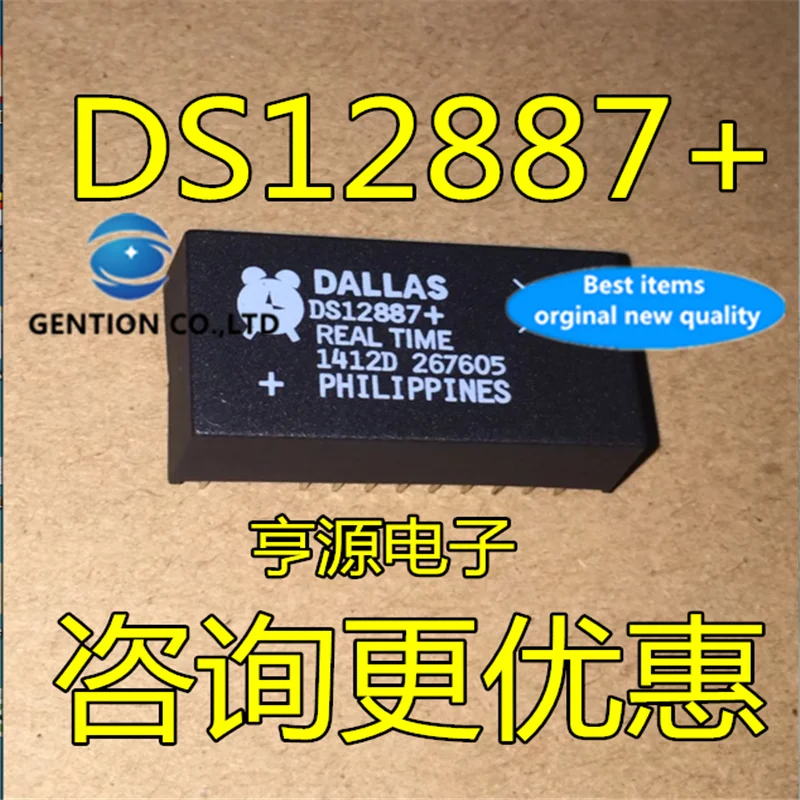 DS12887+
DALLAS
DS12887+
REAL TIME
1412D 267605
+ PHILIPPINES
Best items
orginal new quality
GENTION CO.,LTD
亨源电子
咨询更优惠